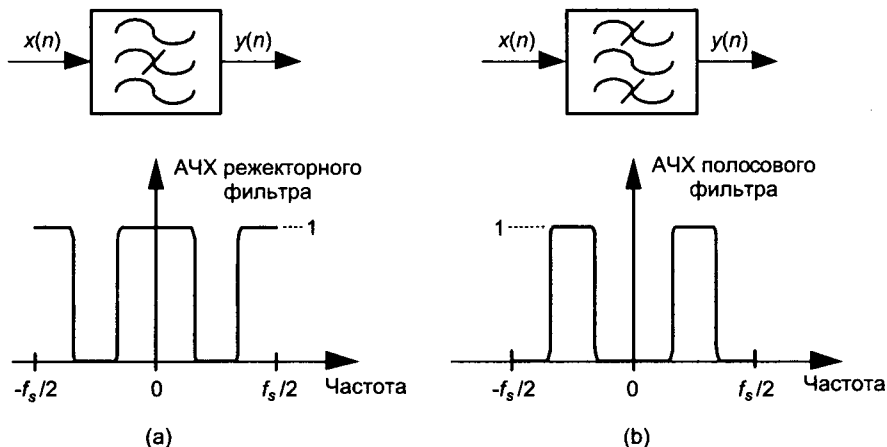 x(n)
y(n)
x(n)
y(n)
АЧХ режекторного
фильтра
1
-fs/2
0
fs/2
Частота
(a)
АЧХ полосового
фильтра
1
-fs/2
0
fs/2
Частота
(b)